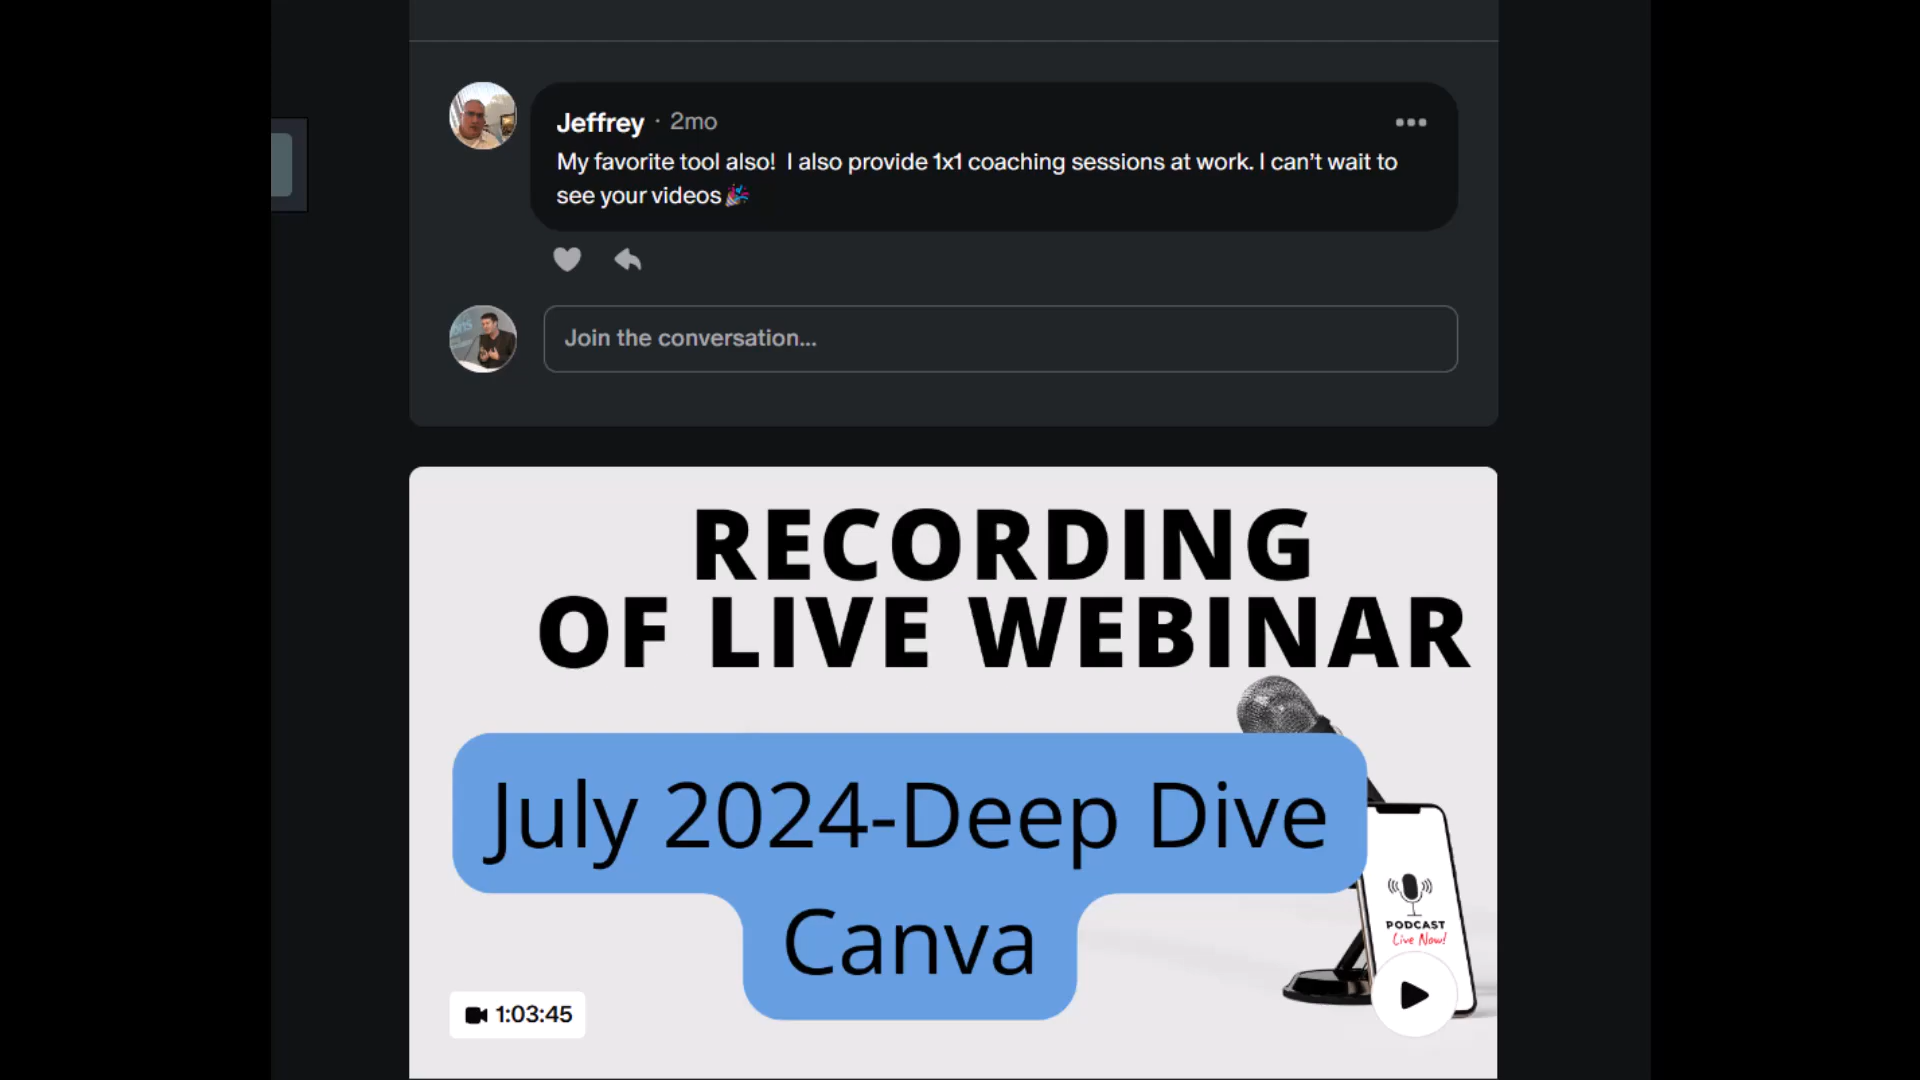 Jeffrey · 2mo
My favorite tool also! I also provide 1x1 coaching sessions at work. I can’t wait to
see your videos🎉
Join the conversation...
RECORDING
OF LIVE WEBINAR
July 2024-Deep Dive
Canva
PODCAST
Live Now!
1:03:45